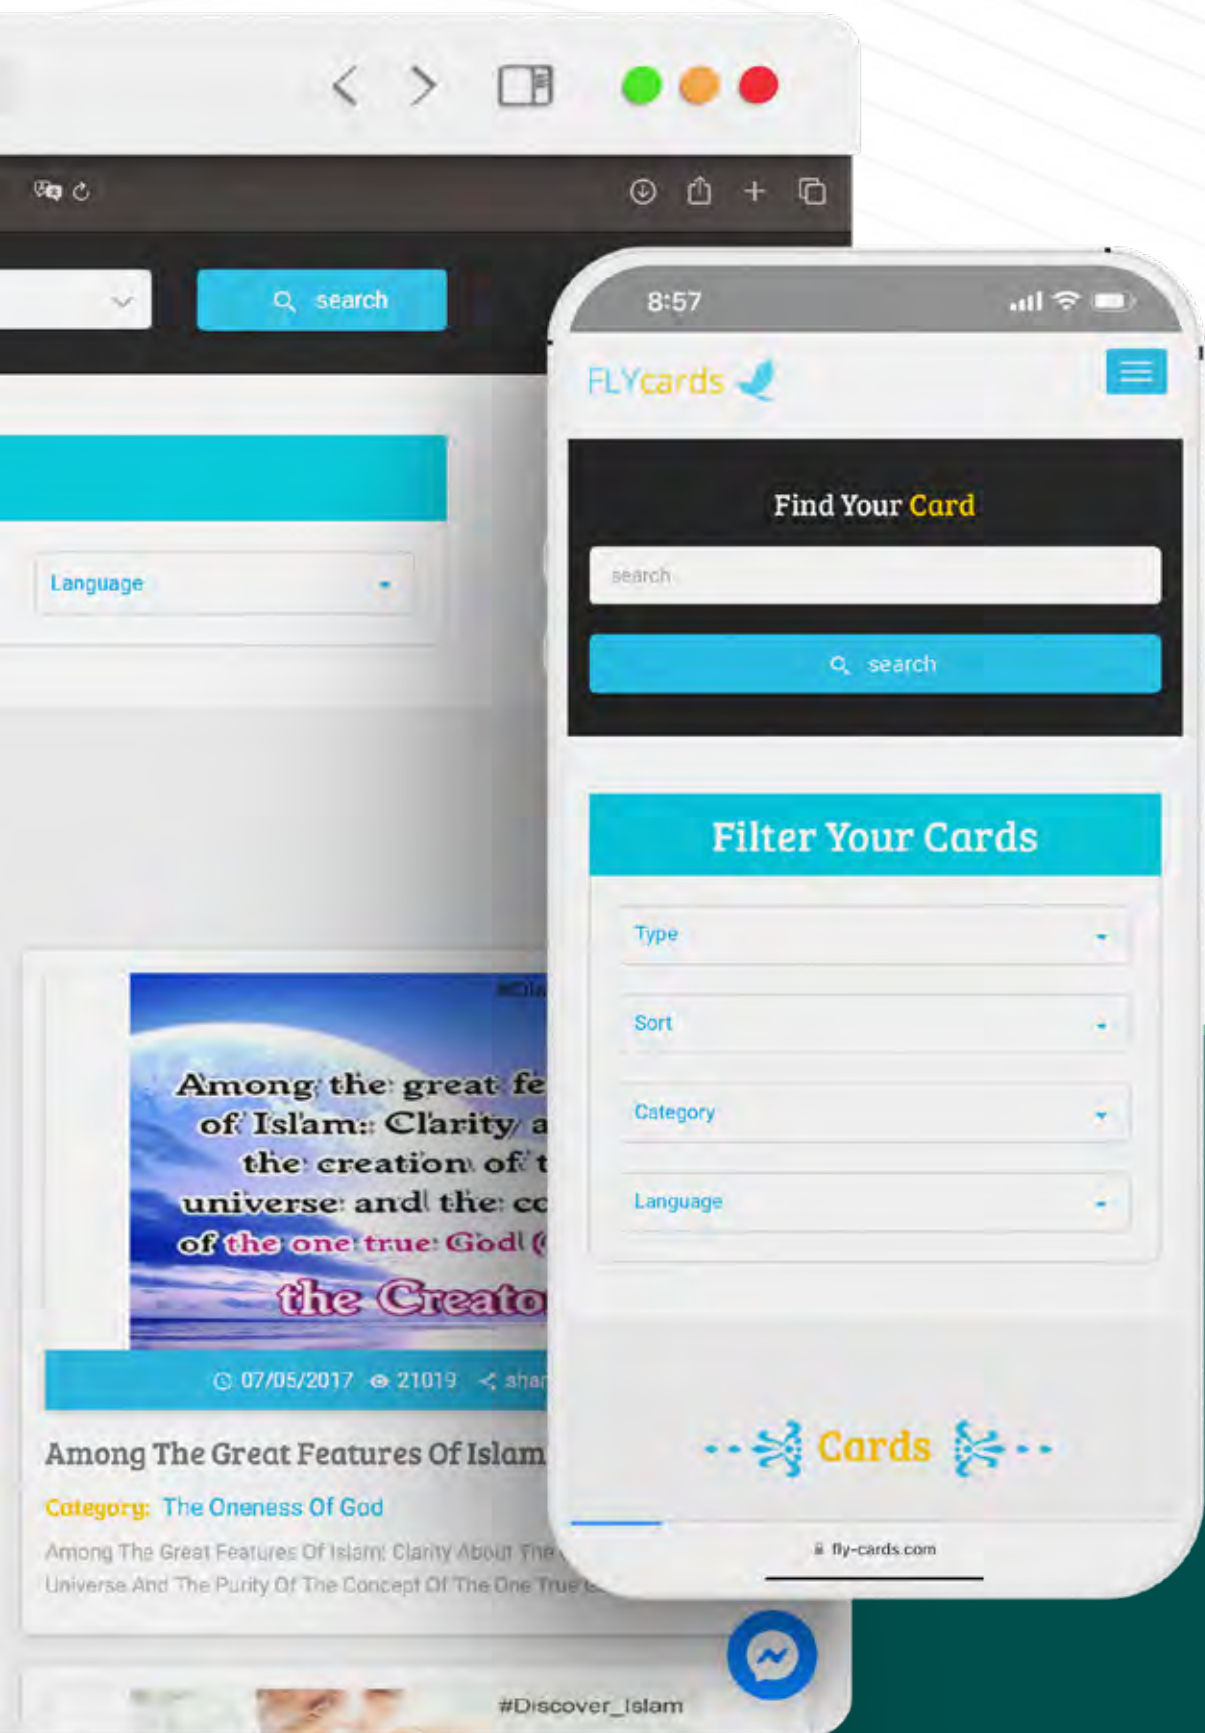 search
Language
Among the great fe
of Islam: Clarity a
the creation of t
universe and the co
of the one true God (
the Creato
07/05/2017 21019 shar
Among The Great Features Of Islam
Category: The Oneness Of God
Among The Great Features Of Islam: Clarity About The
Universe And The Purity Of The Concept Of The One True
#Discover_Islam
8:57
FLYcards
Find Your Card
search
search
Filter Your Cards
Type
Sort
Category
Language
Cards
fly-cards.com